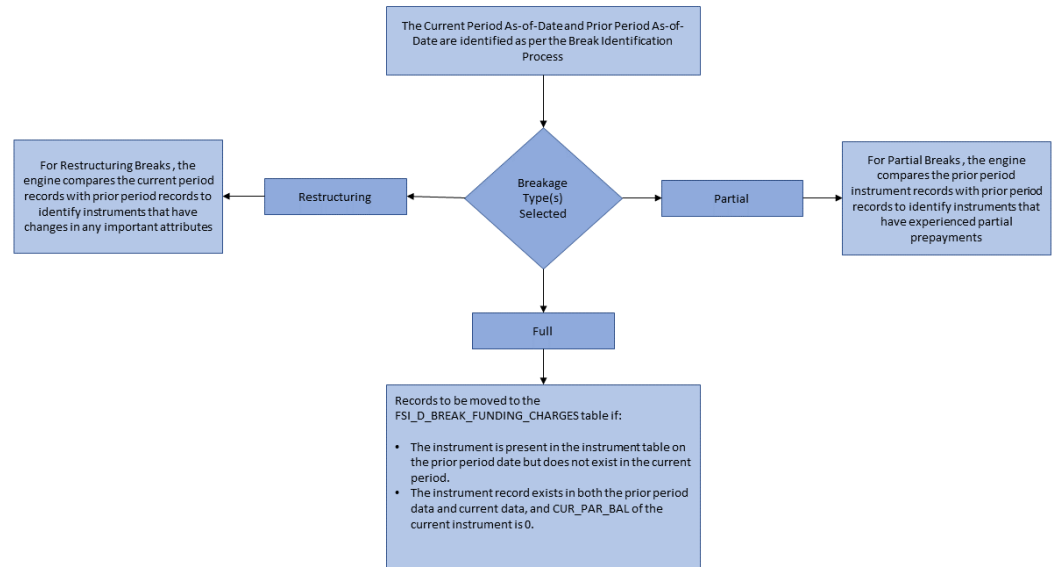 The Current Period As-of-Date and Prior Period As-of-
Date are identified as per the Break Identification
Process
For Restructuring Breaks , the
engine compares the current period
records with prior period records to
identify instruments that have
changes in any important attributes
Restructuring
Breakage
Type(s)
Selected
Partial
For Partial Breaks , the engine
compares the prior period
instrument records with prior period
records to identify instruments that
have experienced partial
prepayments
Full
Records to be moved to the
FSI_D_BREAK_FUNDING_CHARGES table if:
• The instrument is present in the instrument table on
the prior period date but does not exist in the current
period.
• The instrument record exists in both the prior period
data and current data, and CUR_PAR_BAL of the
current instrument is 0.